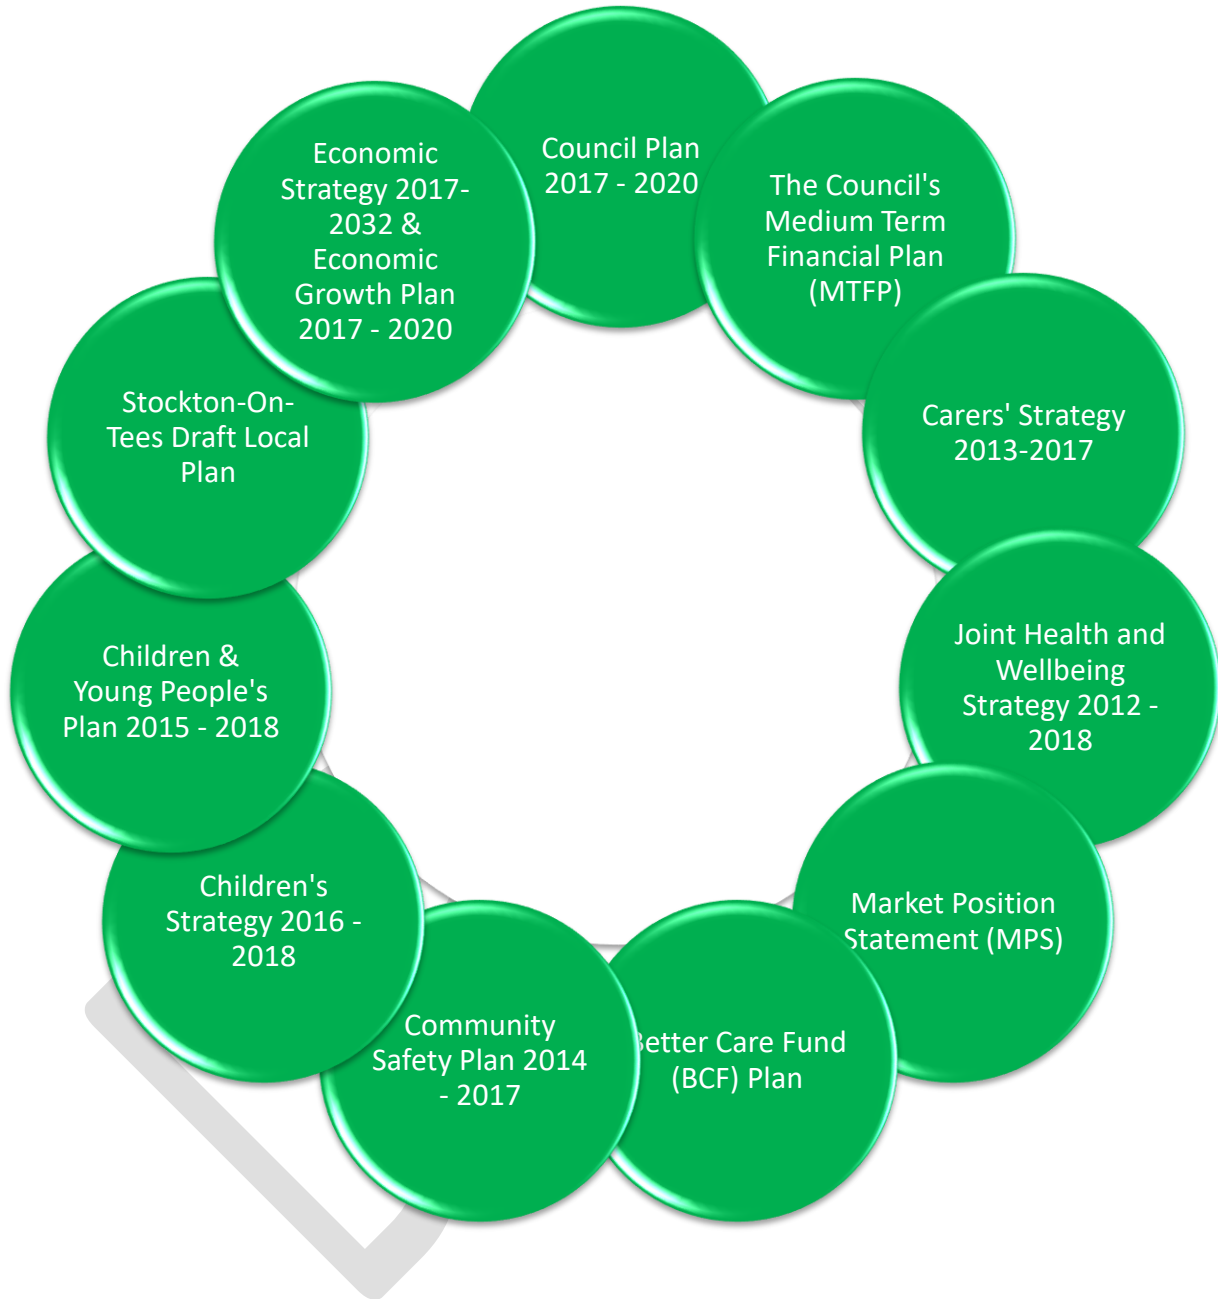 Council Plan
2017 - 2020
The Council's
Medium Term
Financial Plan
(MTFP)
Carers' Strategy
2013-2017
Joint Health and
Wellbeing
Strategy 2012 -
2018
Market Position
Statement (MPS)
Better Care Fund
(BCF) Plan
Community
Safety Plan 2014
- 2017
Children's
Strategy 2016 -
2018
Children &
Young People's
Plan 2015 - 2018
Stockton-On-
Tees Draft Local
Plan
Economic
Strategy 2017-
2032 &
Economic
Growth Plan
2017 - 2020